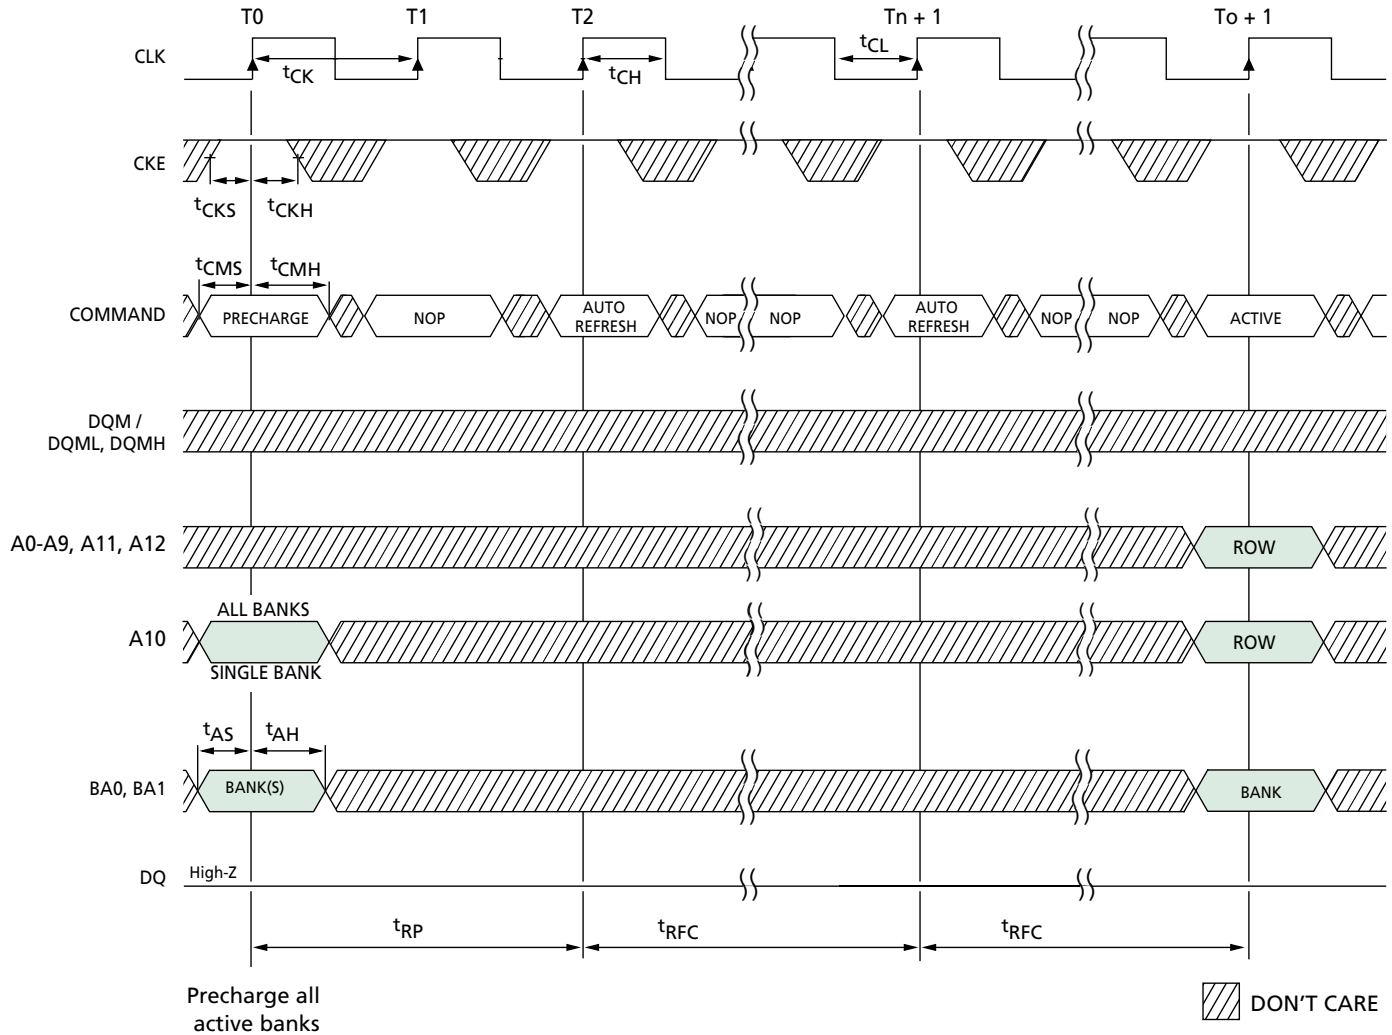 T0 T1 T2 Tn + 1 To + 1
CLK
tCK
tCH
tCL
CKE
tCKS tCKH
tCMS tCMH
COMMAND
PRECHARGE NOP AUTO REFRESH NOP NOP AUTO REFRESH NOP NOP ACTIVE
DQM /
DQML, DQMH
A0-A9, A11, A12
ROW
ALL BANKS
A10
ROW
SINGLE BANK
tAS tAH
BA0, BA1
BANK(S)
BANK
DQ
High-Z
tRP tRFC tRFC
Precharge all
active banks
DON'T CARE